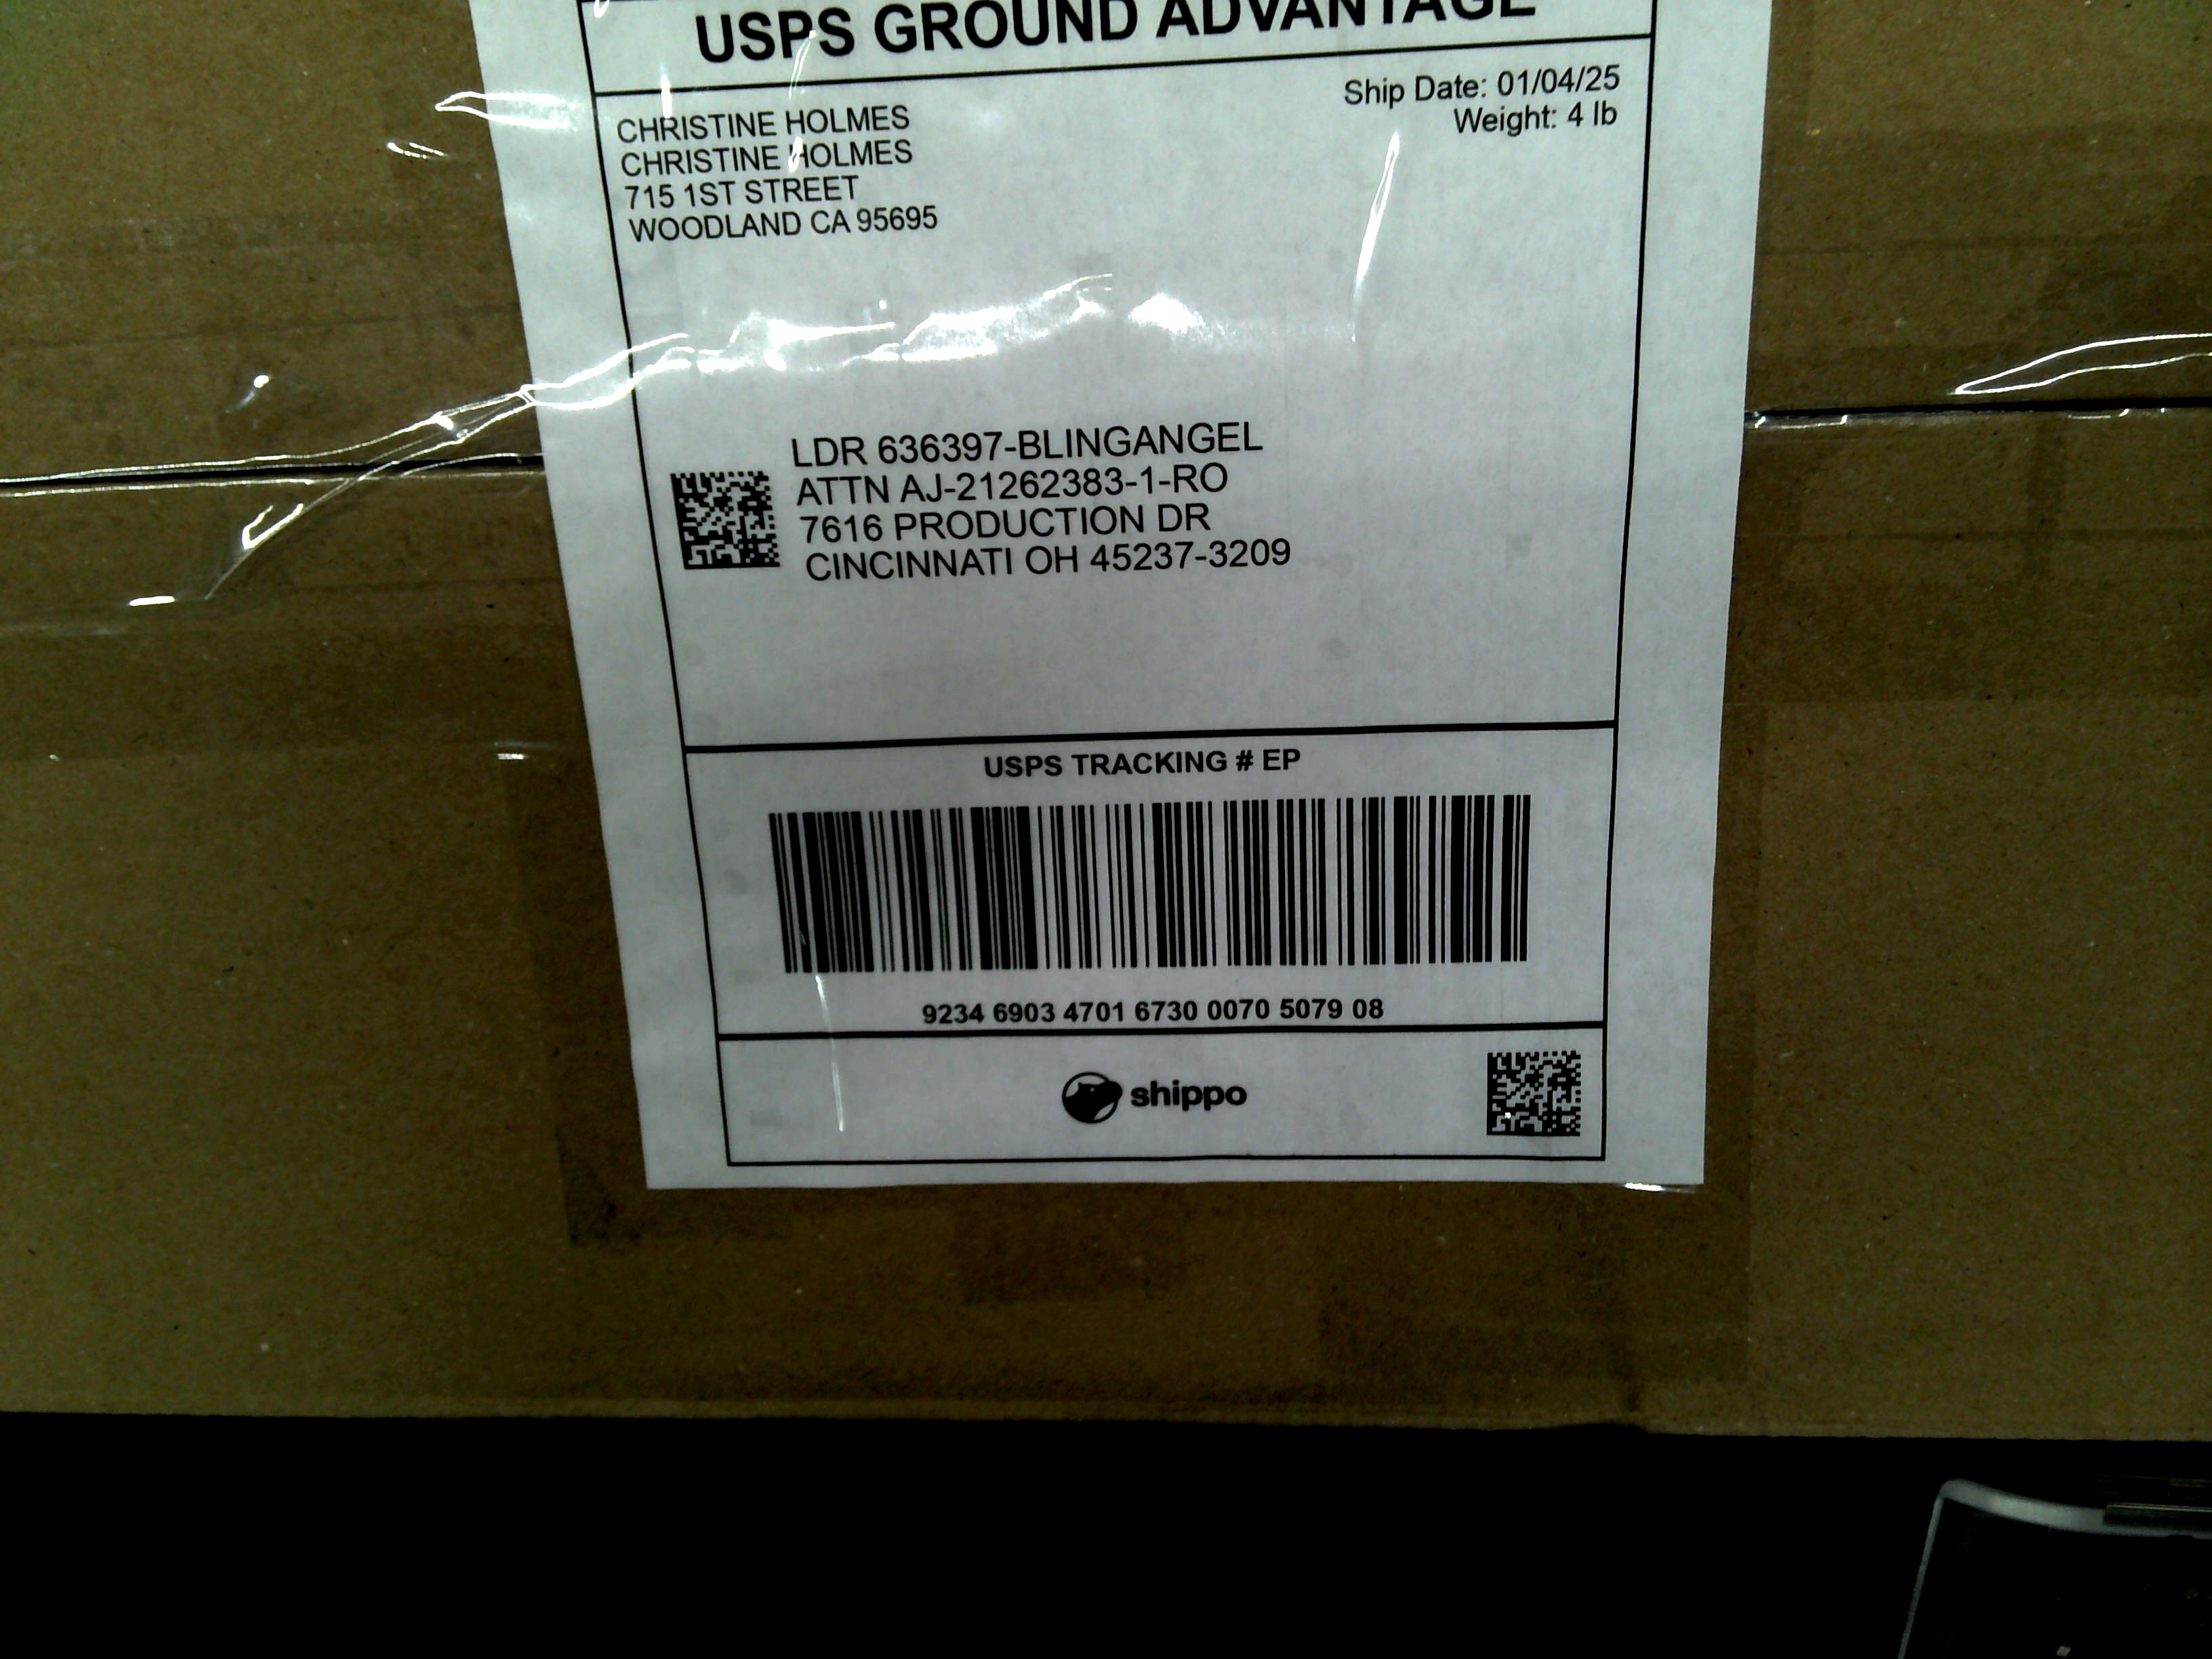 USPS GROUND ADVANTAGE
Ship Date: 01/04/25
Weight: 4 lb
CHRISTINE HOLMES
CHRISTINE HOLMES
715 1ST STREET
WOODLAND CA 95695
LDR 636397-BLINGANGEL
ATTN AJ-21262383-1-RO
7616 PRODUCTION DR
CINCINNATI OH 45237-3209
USPS TRACKING # EP
9234 6903 4701 6730 0070 5079 08
shippo